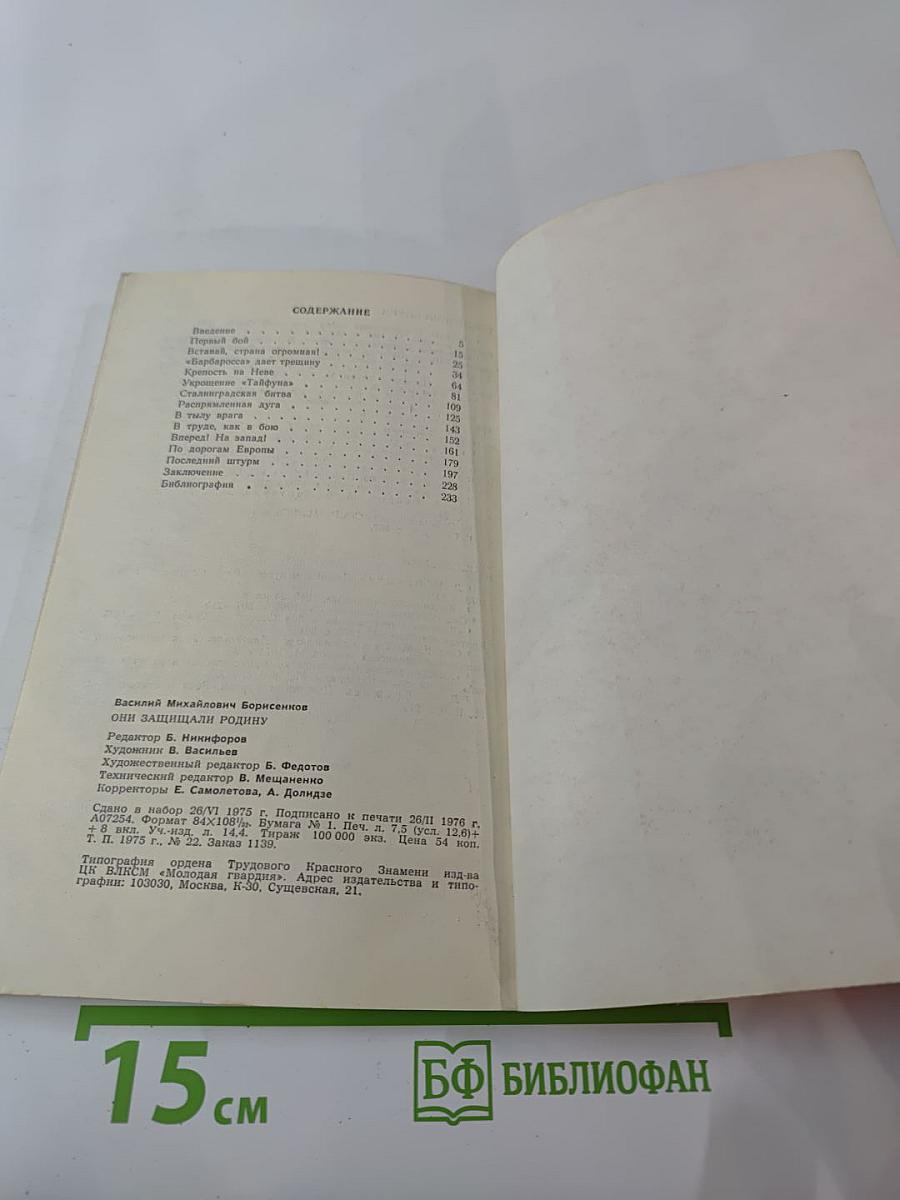 СОДЕРЖАНИЕ
Введение . . . . . . . . . . . . 5
Первый бой . . . . . . . . . . . . 15
Вставай, страна огромная! . . . . . . . . 25
«Барбаросса» дает трещину . . . . . . . . 34
Крепость на Неве . . . . . . . . . . 64
Укрощение «Тайфуна» . . . . . . . . . 81
Сталинградская битва . . . . . . . . . 109
Распрямленная дуга . . . . . . . . . 125
В тылу врага . . . . . . . . . . . 143
В труде, как в бою . . . . . . . . . . 152
Вперед! На запад! . . . . . . . . . . 161
По дорогам Европы . . . . . . . . . . 179
Последний штурм . . . . . . . . . . 197
Заключение . . . . . . . . . . . . 228
Библиография . . . . . . . . . . . 233
Василий Михайлович Борисенков
ОНИ ЗАЩИЩАЛИ РОДИНУ
Редактор Б. Никифоров
Художник В. Васильев
Художественный редактор Б. Федотов
Технический редактор В. Мещаненко
Корректоры Е. Самолетова, А. Долидзе
Сдано в набор 26/VI 1975 г. Подписано к печати 26/II 1976 г.
А07254. Формат 84X108¹/₃₂. Бумага № 1. Печ. л. 7,5 (усл. 12,6)+
+ 8 вкл. Уч.-изд. л. 14,4. Тираж 100 000 экз. Цена 54 коп.
Т. П. 1975 г., № 22. Заказ 1139.
Типография ордена Трудового Красного Знамени изд-ва
ЦК ВЛКСМ «Молодая гвардия». Адрес издательства и типо-
графии: 103030, Москва, К-30, Сущевская, 21.
15 см
БФ БИБЛИОФАН